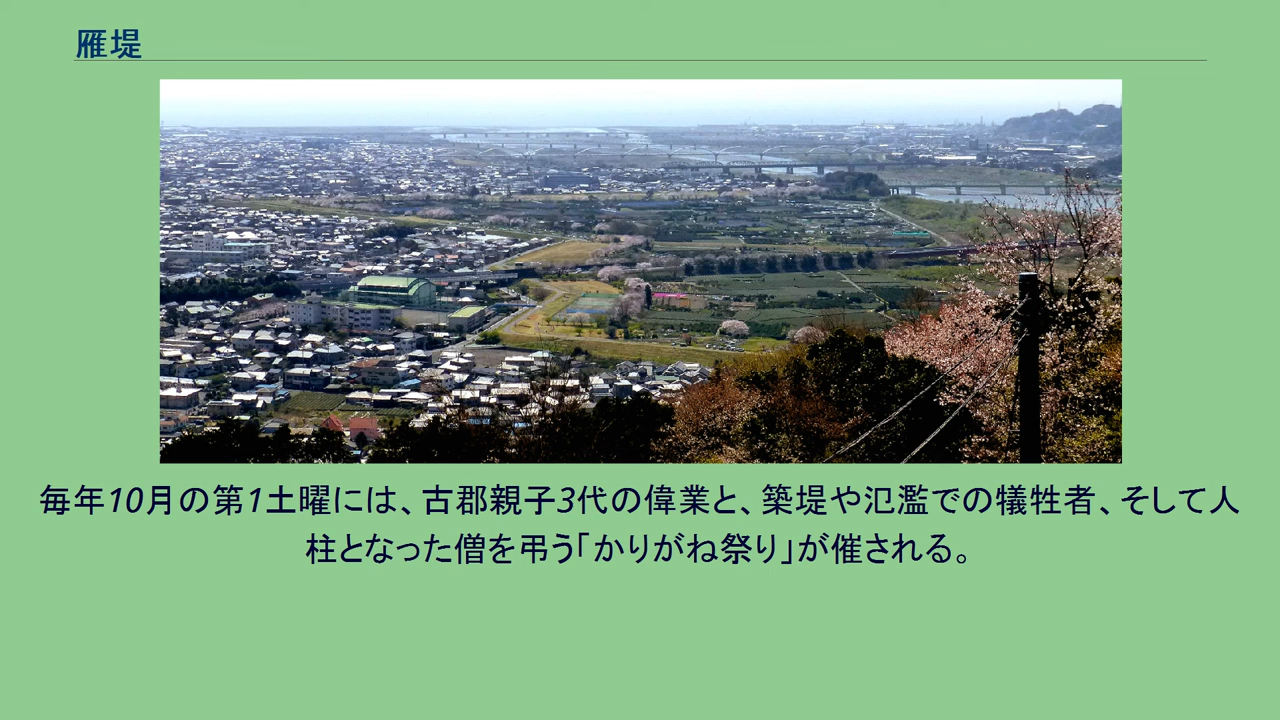 雁堤
毎年10月の第1土曜には、古郡親子3代の偉業と、築堤や氾濫での犠牲者、そして人
柱となった僧を弔う｢かりがね祭り｣が催される。